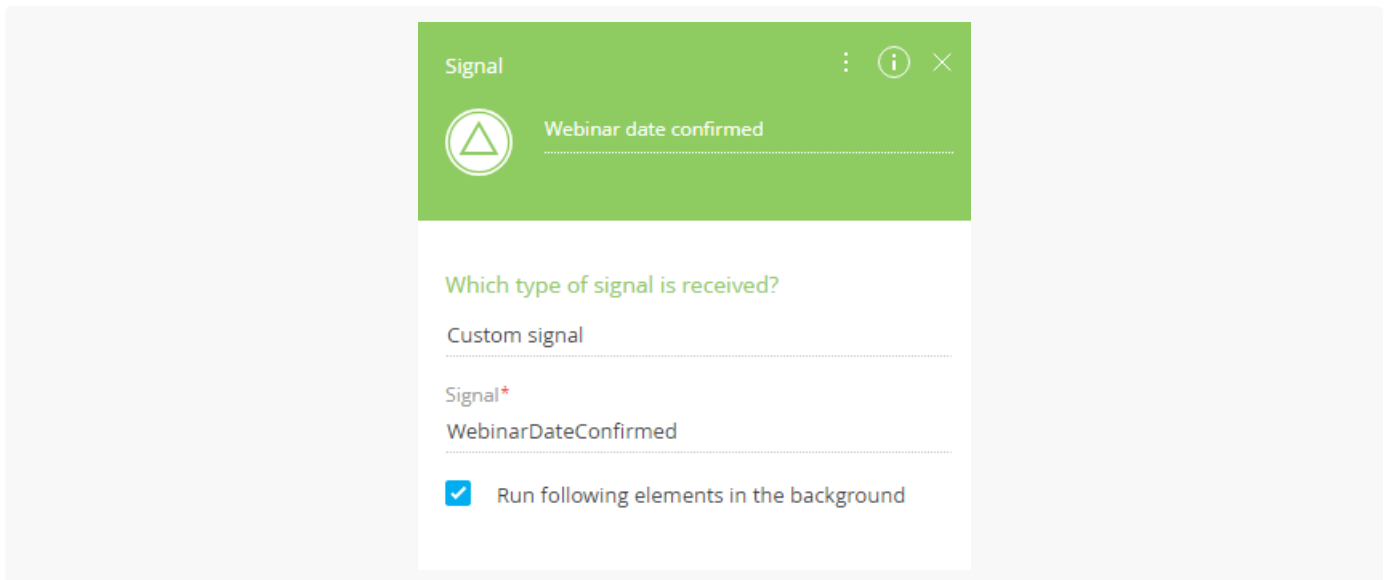 Signal
Webinar date confirmed
Which type of signal is received?
Custom signal
Signal*
WebinarDateConfirmed
Run following elements in the background